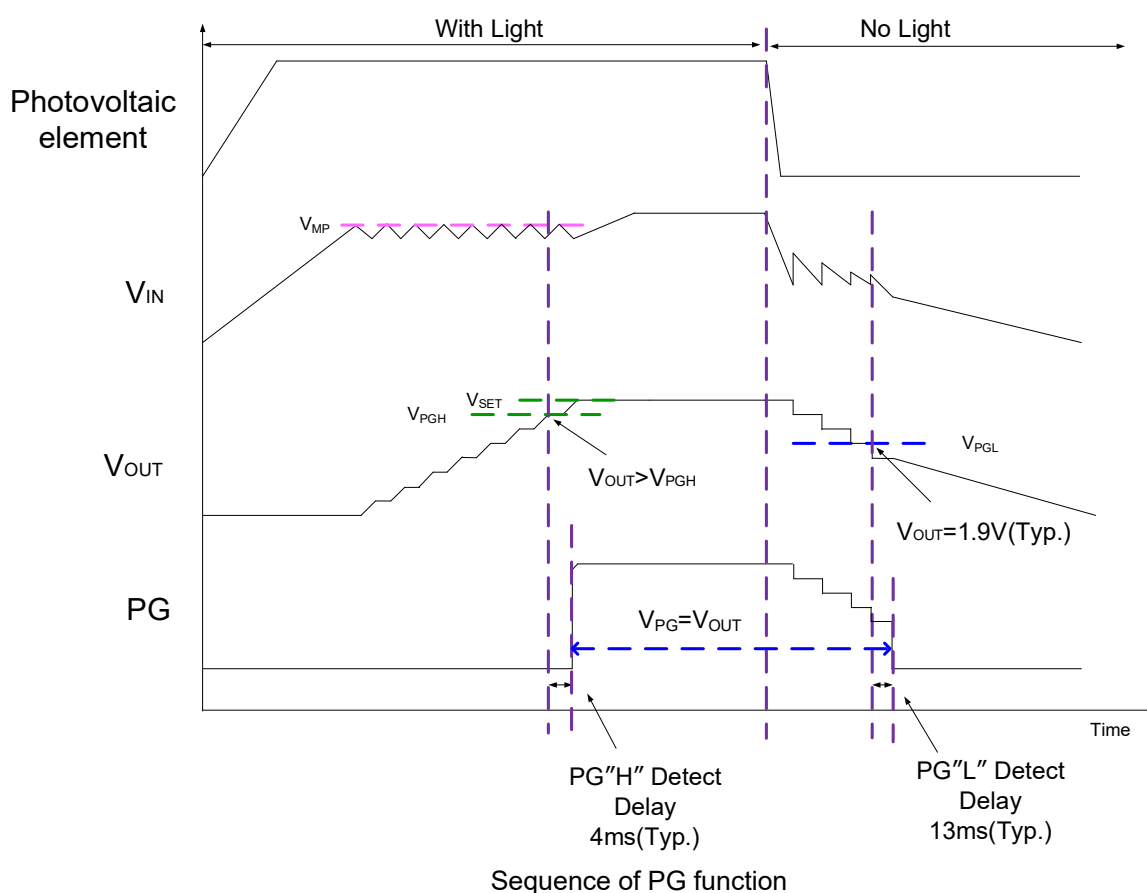 With Light
No Light
Photovoltaic
element
VMP
VIN
VSET
VPGH
VPGL
VOUT
VOUT>VPGH
VOUT=1.9V(Typ.)
PG
VPG=VOUT
Time
PG″H″ Detect
Delay
4ms(Typ.)
PG″L″ Detect
Delay
13ms(Typ.)
Sequence of PG function